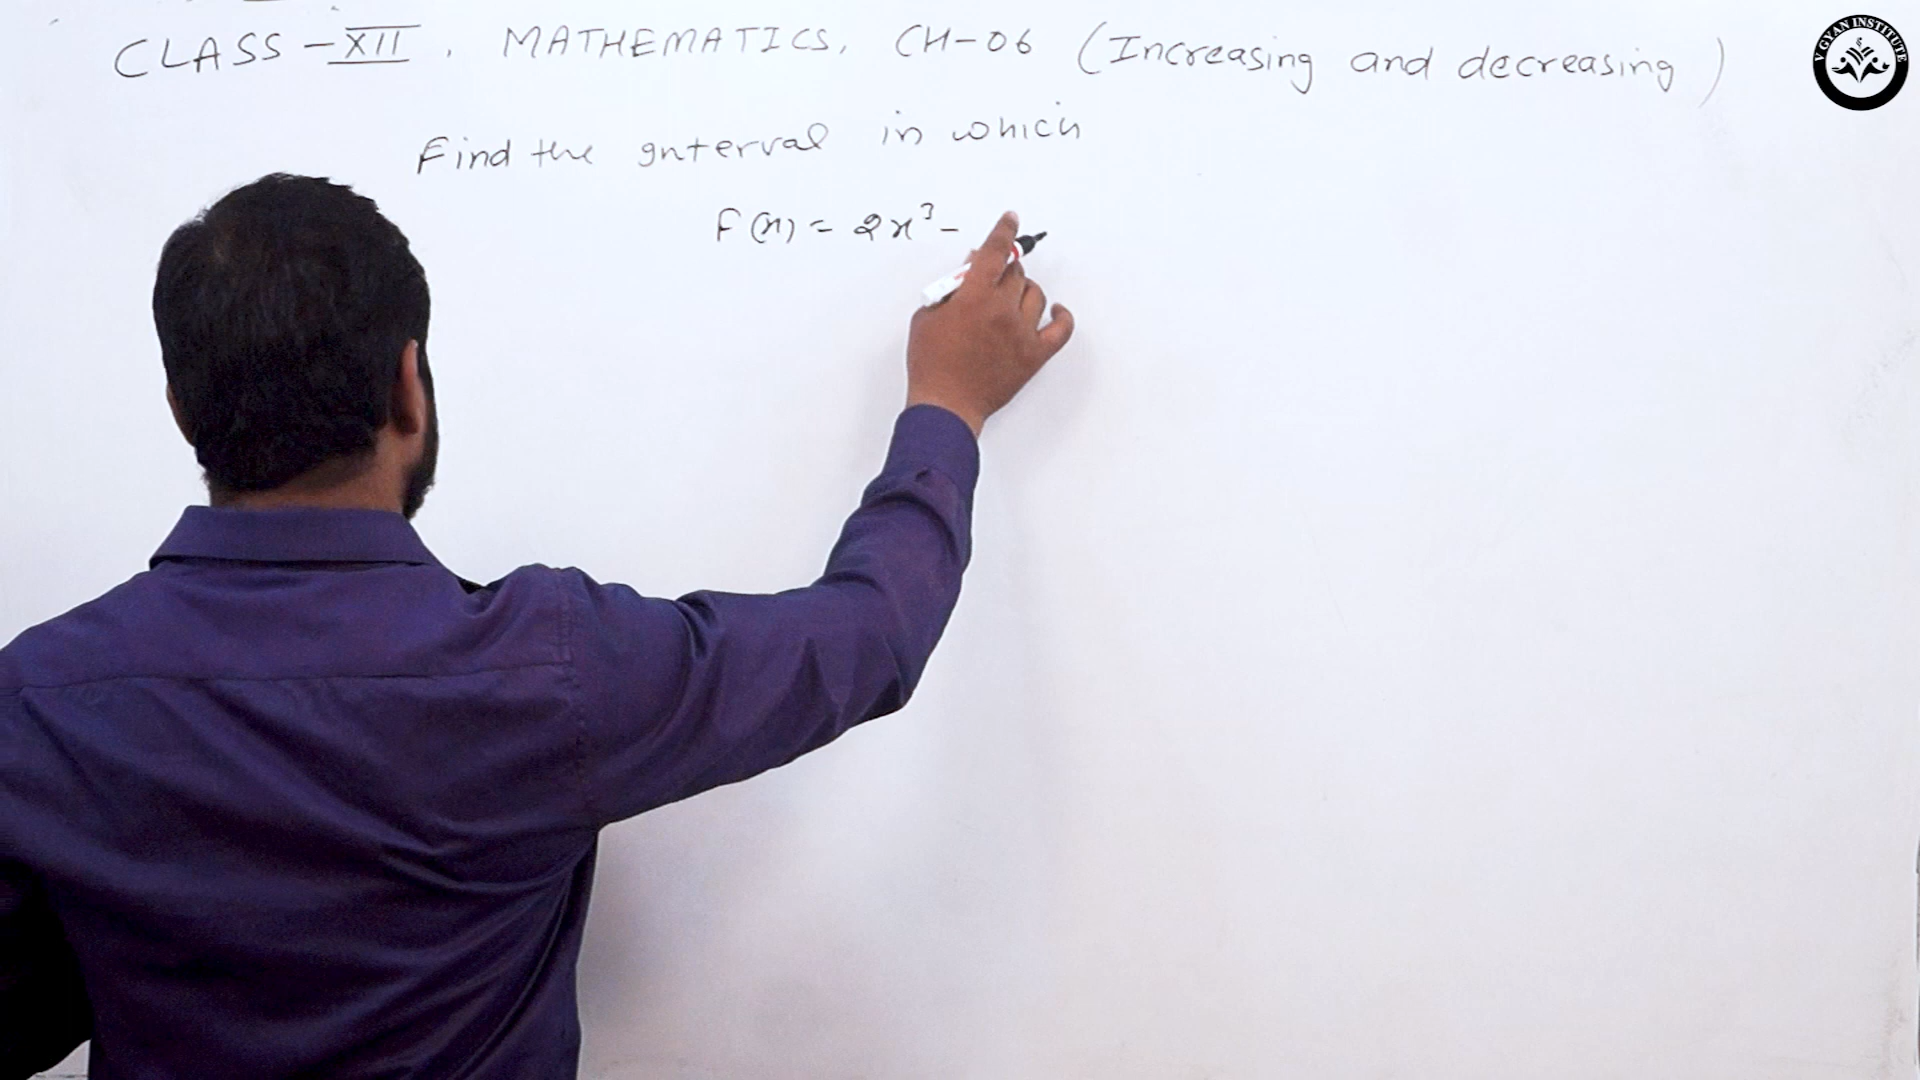 CLASS - XII, MATHEMATICS, CH-06 (Increasing and decreasing)
Find the interval in which
F(x) = 2x³ -
V GYAN INSTITUTE